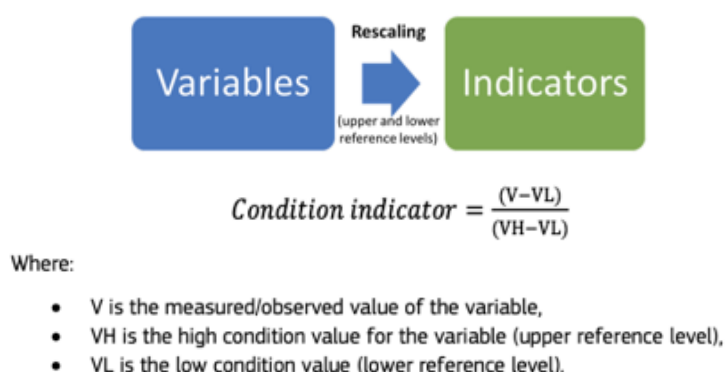 Rescaling
Variables
Indicators
(upper and lower
reference levels)
Condition indicator = (V−VL)/(VH−VL)
Where:
• V is the measured/observed value of the variable,
• VH is the high condition value for the variable (upper reference level),
• VL is the low condition value (lower reference level).